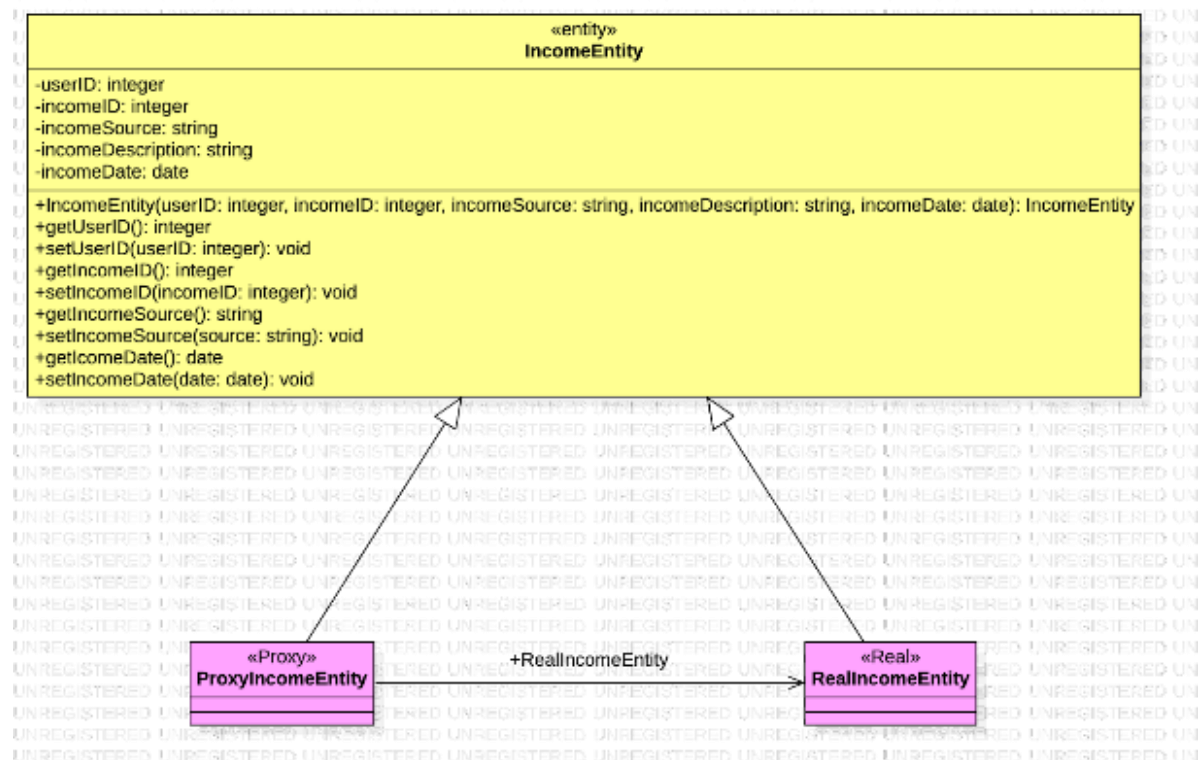 «entity»
IncomeEntity
-userID: integer
-incomeID: integer
-incomeSource: string
-incomeDescription: string
-incomeDate: date
+IncomeEntity(userID: integer, incomeID: integer, incomeSource: string, incomeDescription: string, incomeDate: date): IncomeEntity
+getUserID(): integer
+setUserID(userID: integer): void
+getIncomeID(): integer
+setIncomeID(incomeID: integer): void
+getIncomeSource(): string
+setIncomeSource(source: string): void
+getIcomeDate(): date
+setIncomeDate(date: date): void
UNREGISTERED
«Proxy»
ProxyIncomeEntity
+RealIncomeEntity
«Real»
RealIncomeEntity